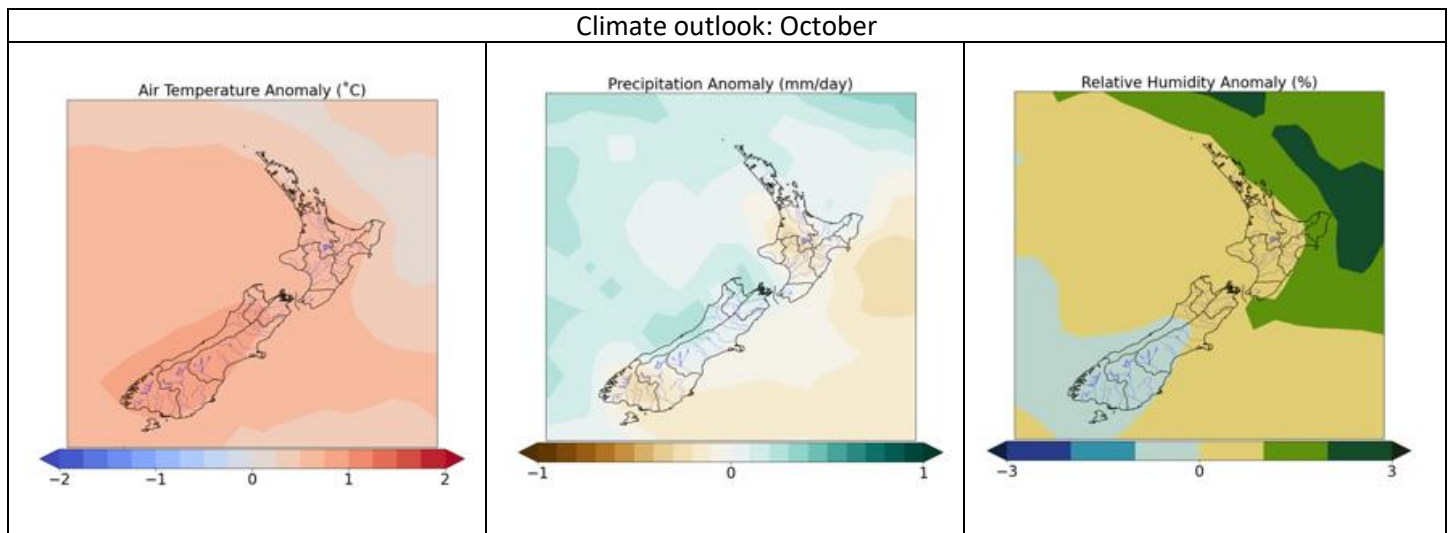 Climate outlook: October
Air Temperature Anomaly (˚C)
−2 −1 0 1 2
Precipitation Anomaly (mm/day)
−1 0 1
Relative Humidity Anomaly (%)
−3 0 3